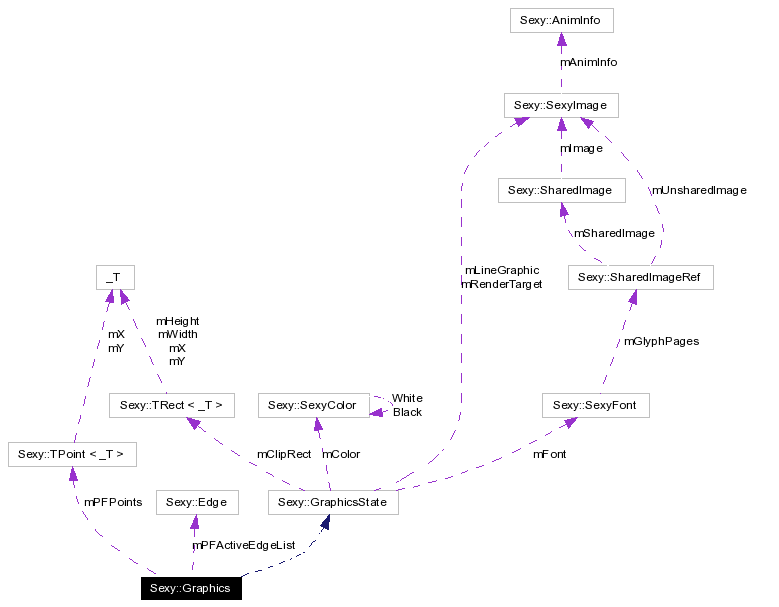 Sexy::AnimInfo
mAnimInfo
Sexy::SexyImage
mImage
Sexy::SharedImage
mUnsharedImage
mSharedImage
mLineGraphic
mRenderTarget
_T
Sexy::SharedImageRef
mHeight
mWidth
mX
mY
mX
mY
mGlyphPages
Sexy::TRect < _T >
Sexy::SexyColor
White
Black
Sexy::SexyFont
Sexy::TPoint < _T >
mClipRect
mColor
mFont
mPFPoints
Sexy::Edge
Sexy::GraphicsState
mPFActiveEdgeList
Sexy::Graphics